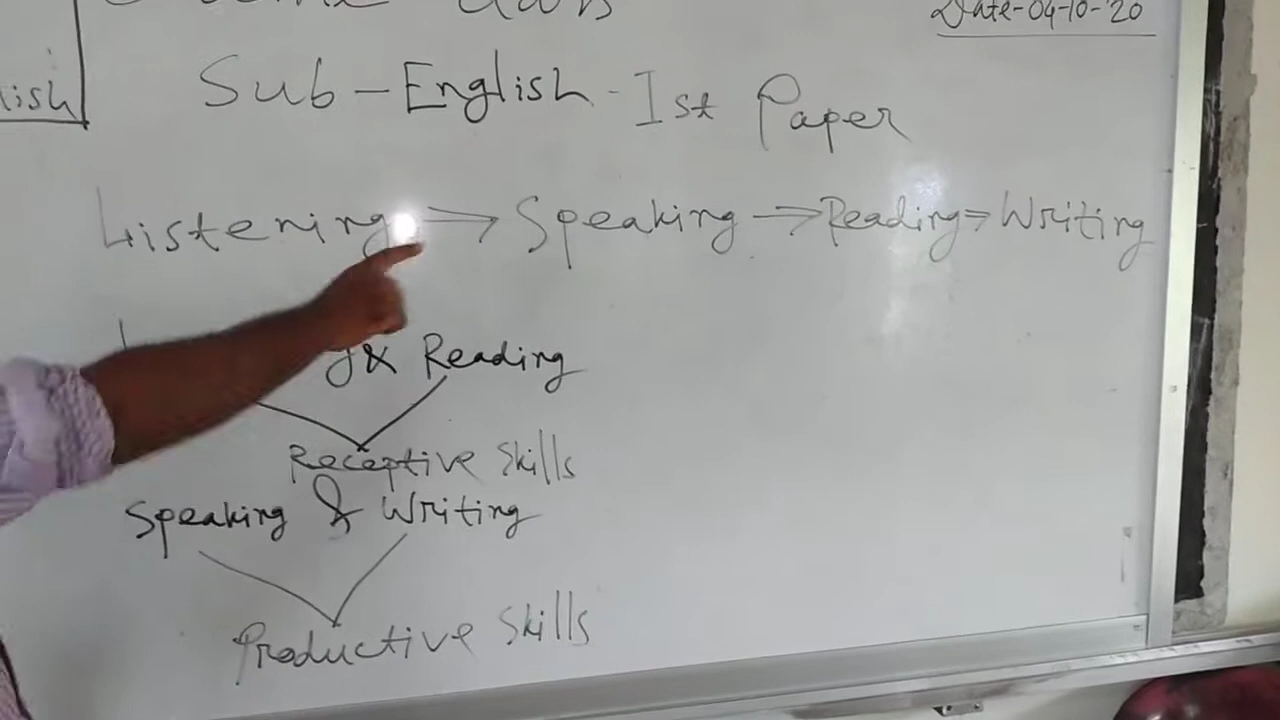 Date-04-10-'20
Sub-English-Ist Paper
Listening → Speaking → Reading → Writing
& Reading
Receptive Skills
Speaking & Writing
Productive Skills